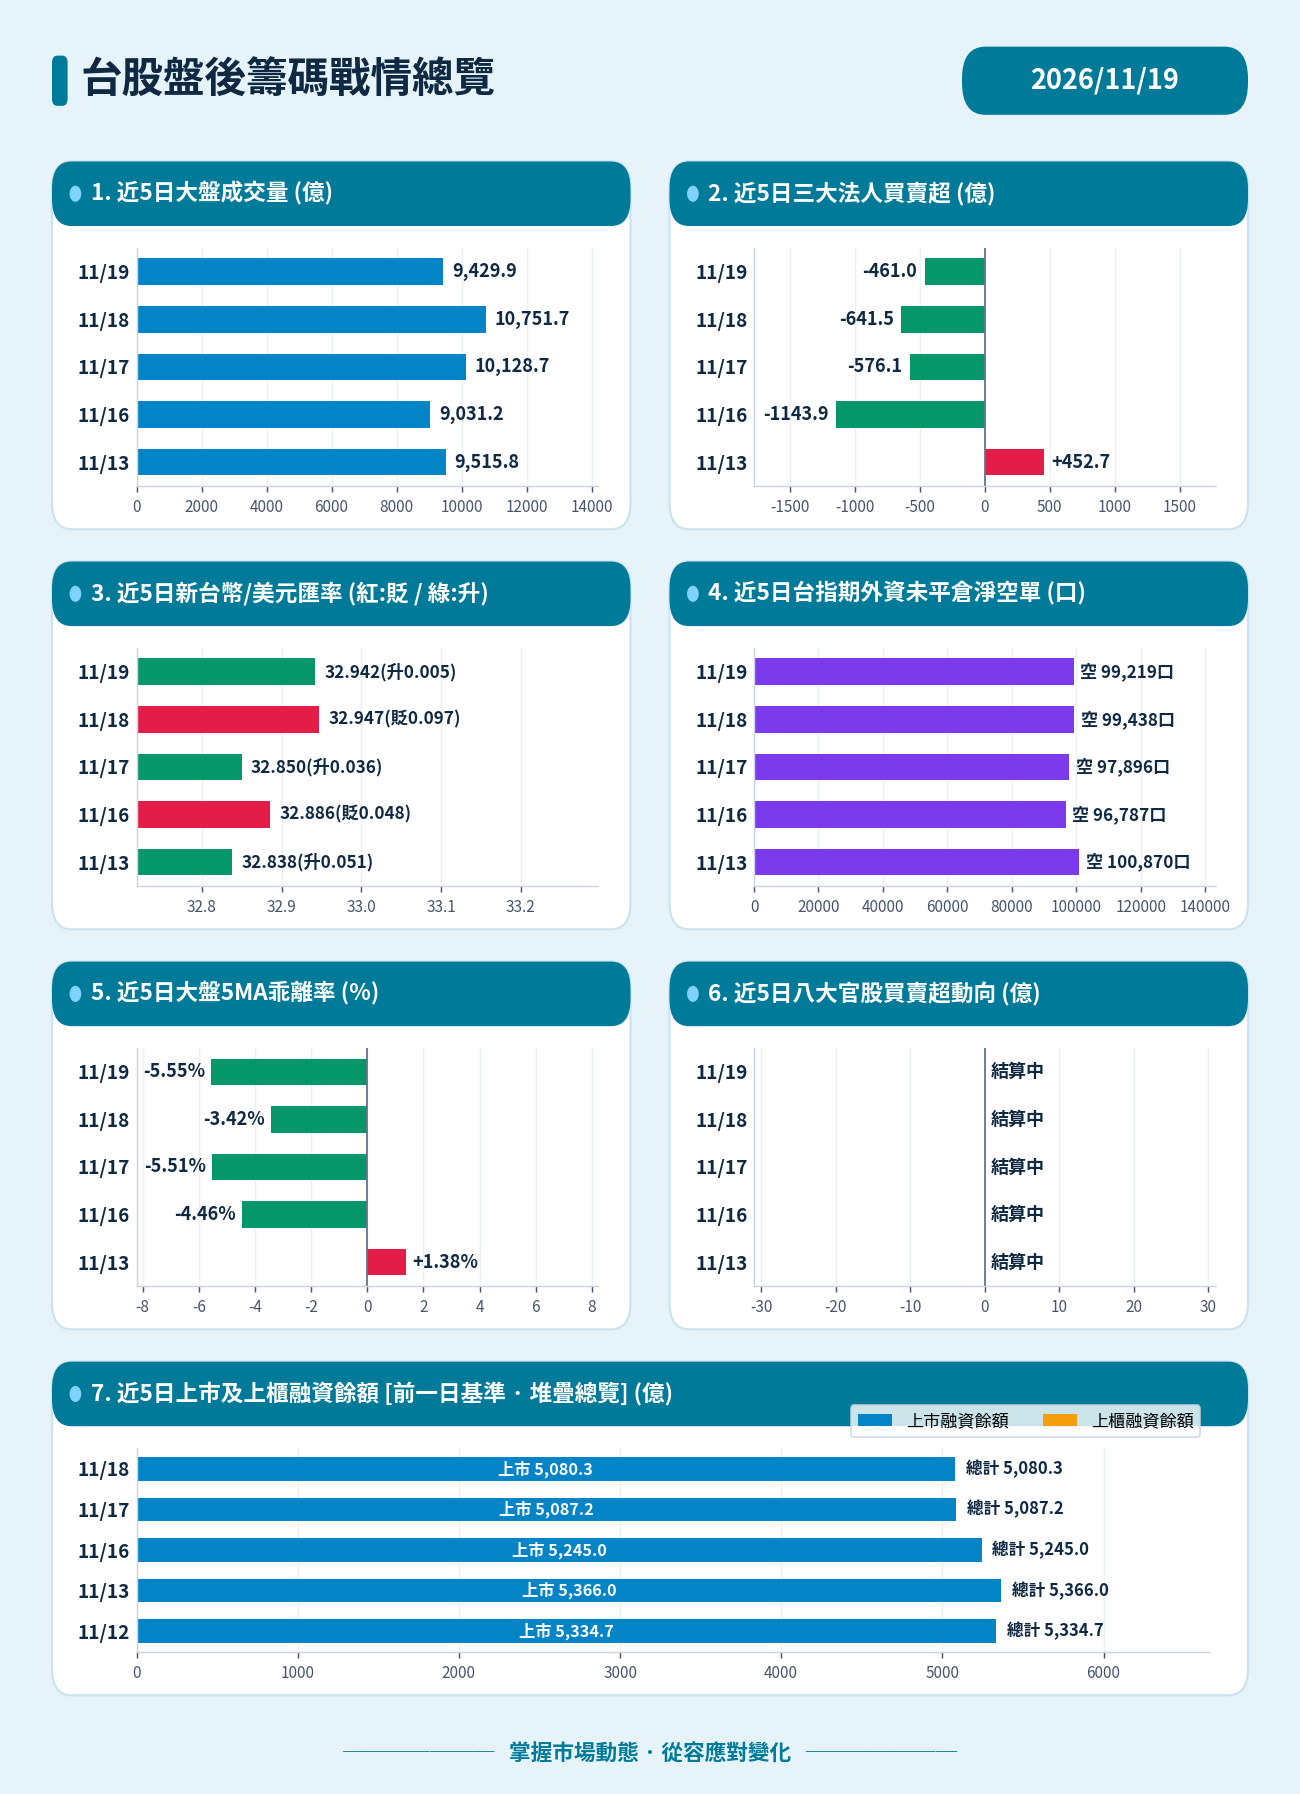 台股盤後籌碼戰情總覽
2026/11/19
1. 近5日大盤成交量 (億)
11/19 9,429.9
11/18 10,751.7
11/17 10,128.7
11/16 9,031.2
11/13 9,515.8
0 2000 4000 6000 8000 10000 12000 14000
2. 近5日三大法人買賣超 (億)
11/19 -461.0
11/18 -641.5
11/17 -576.1
11/16 -1143.9
11/13 +452.7
-1500 -1000 -500 0 500 1000 1500
3. 近5日新台幣/美元匯率 (紅:貶 / 綠:升)
11/19 32.942(升0.005)
11/18 32.947(貶0.097)
11/17 32.850(升0.036)
11/16 32.886(貶0.048)
11/13 32.838(升0.051)
32.8 32.9 33.0 33.1 33.2
4. 近5日台指期外資未平倉淨空單 (口)
11/19 空 99,219口
11/18 空 99,438口
11/17 空 97,896口
11/16 空 96,787口
11/13 空 100,870口
0 20000 40000 60000 80000 100000 120000 140000
5. 近5日大盤5MA乖離率 (%)
11/19 -5.55%
11/18 -3.42%
11/17 -5.51%
11/16 -4.46%
11/13 +1.38%
-8 -6 -4 -2 0 2 4 6 8
6. 近5日八大官股買賣超動向 (億)
11/19 結算中
11/18 結算中
11/17 結算中
11/16 結算中
11/13 結算中
-30 -20 -10 0 10 20 30
7. 近5日上市及上櫃融資餘額 [前一日基準 · 堆疊總覽] (億)
上市融資餘額 上櫃融資餘額
11/18 上市 5,080.3 總計 5,080.3
11/17 上市 5,087.2 總計 5,087.2
11/16 上市 5,245.0 總計 5,245.0
11/13 上市 5,366.0 總計 5,366.0
11/12 上市 5,334.7 總計 5,334.7
0 1000 2000 3000 4000 5000 6000
掌握市場動態 · 從容應對變化